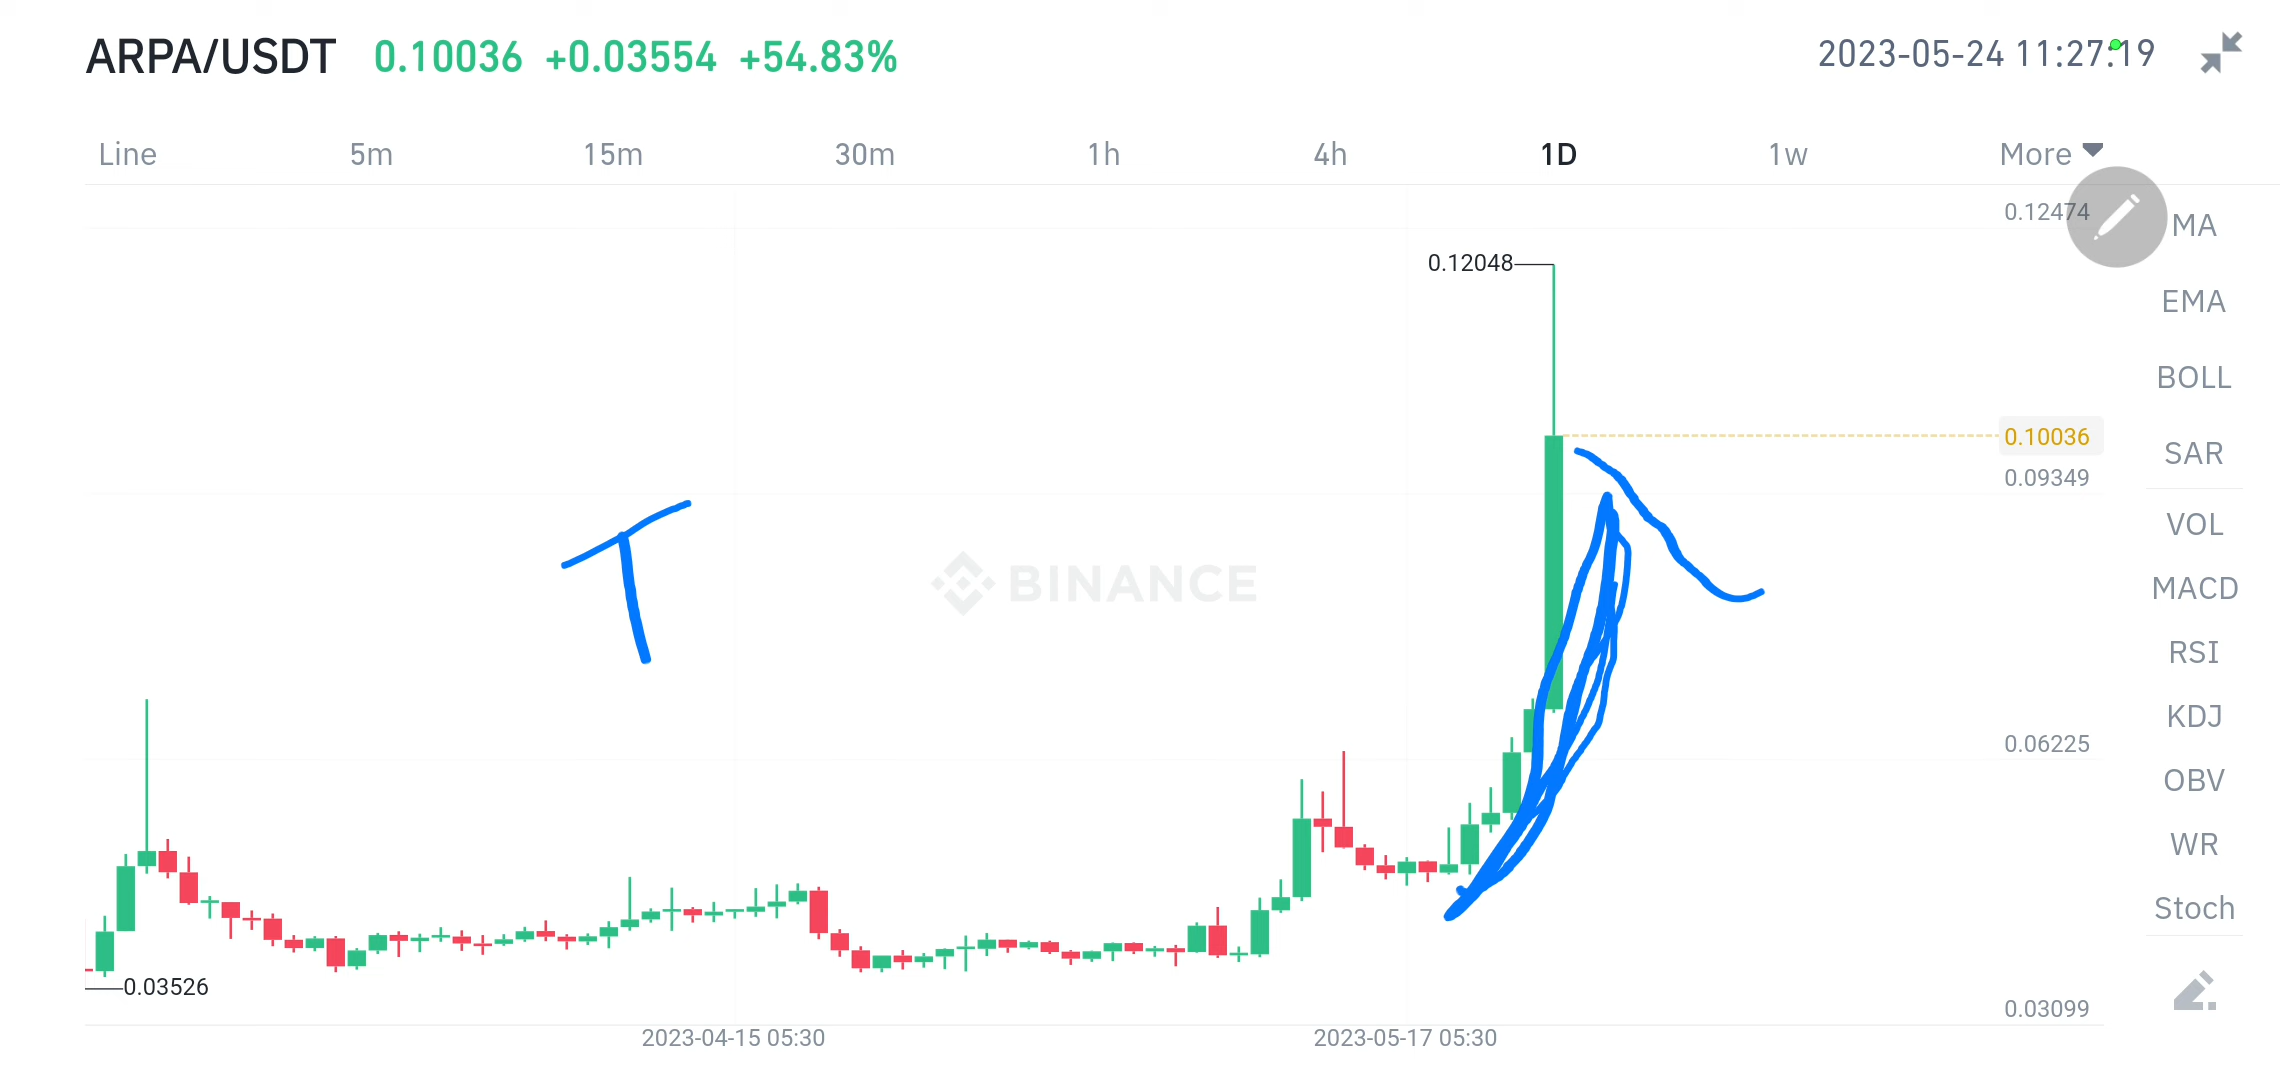 ARPA/USDT 0.10036 +0.03554 +54.83% 2023-05-24 11:27:19
Line 5m 15m 30m 1h 4h 1D 1w More
0.12474
MA
0.12048
EMA
BOLL
0.10036
SAR
0.09349
VOL
T
BINANCE
MACD
RSI
KDJ
0.06225
OBV
WR
Stoch
0.03526
0.03099
2023-04-15 05:30 2023-05-17 05:30